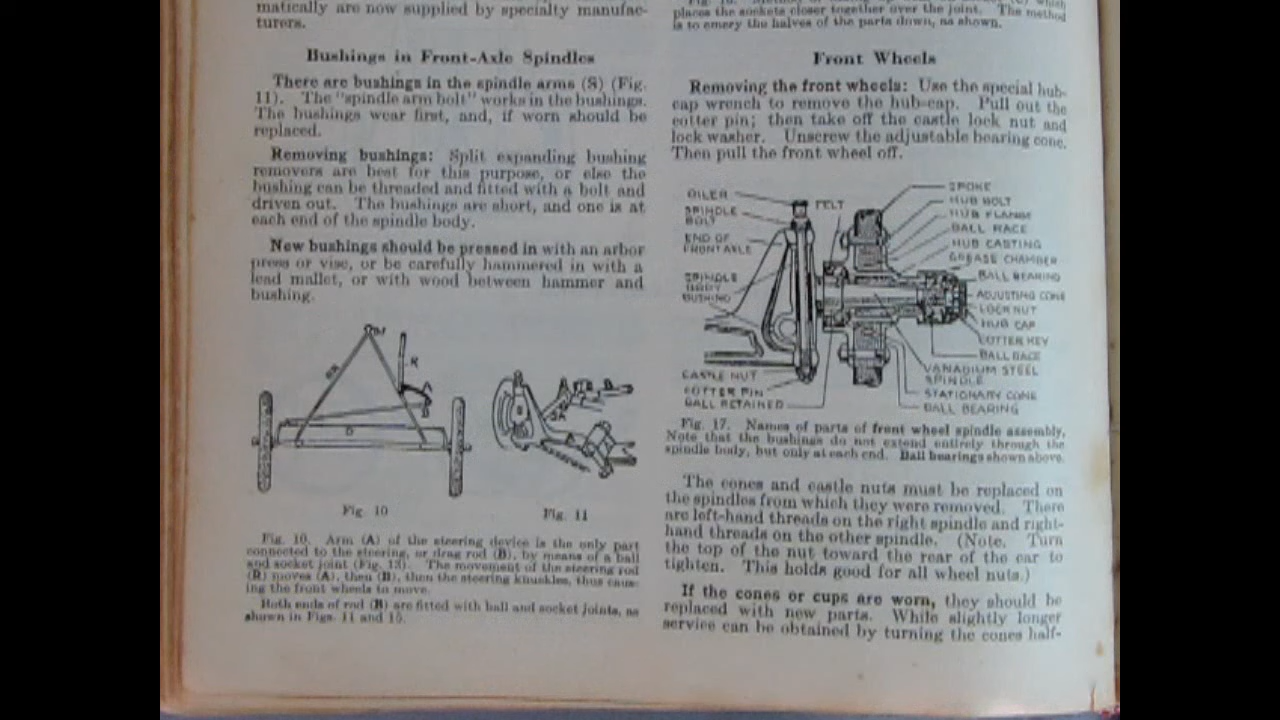 matically are now supplied by specialty manufac-
turers.
Bushings in Front-Axle Spindles
There are bushings in the spindle arms (S) (Fig.
11). The "spindle arm bolt" works in the bushings.
The bushings wear first, and, if worn should be
replaced.
Removing bushings: Split expanding bushing
removers are best for this purpose, or else the
bushing can be threaded and fitted with a bolt and
driven out. The bushings are short, and one is at
each end of the spindle body.
New bushings should be pressed in with an arbor
press or vise, or be carefully hammered in with a
lead mallet, or with wood between hammer and
bushing.
R
Fig. 10
Fig. 11
Fig. 10. Arm (A) of the steering device is the only part
connected to the steering, or drag rod (B), by means of a ball
and socket joint (Fig. 15). The movement of the steering rod
(R) moves (A), then (B), then the steering knuckles, thus caus-
ing the front wheels to move.
Both ends of rod (B) are fitted with ball and socket joints, as
shown in Figs. 11 and 15.
which
places the sockets closer together over the joint. The method
is to emery the halves of the parts down, as shown.
Front Wheels
Removing the front wheels: Use the special hub-
cap wrench to remove the hub-cap. Pull out the
cotter pin; then take off the castle lock nut and
lock washer. Unscrew the adjustable bearing cone.
Then pull the front wheel off.
OILER
SPINDLE
BOLT
END OF
FRONT AXLE
SPINDLE
BODY
BUSHING
CASTLE NUT
COTTER PIN
BALL RETAINED
FELT
SPOKE
HUB BOLT
HUB FLANGE
BALL RACE
HUB CASTING
GREASE CHAMBER
BALL BEARING
ADJUSTING CONE
LOCK NUT
HUB CAP
COTTER KEY
BALL RACE
VANADIUM STEEL
SPINDLE
STATIONARY CONE
BALL BEARING
Fig. 17. Names of parts of front wheel spindle assembly.
Note that the bushings do not extend entirely through the
spindle body, but only at each end. Ball bearings shown above.
The cones and castle nuts must be replaced on
the spindles from which they were removed. There
are left-hand threads on the right spindle and right-
hand threads on the other spindle. (Note. Turn
the top of the nut toward the rear of the car to
tighten. This holds good for all wheel nuts.)
If the cones or cups are worn, they should be
replaced with new parts. While slightly longer
service can be obtained by turning the cones half-